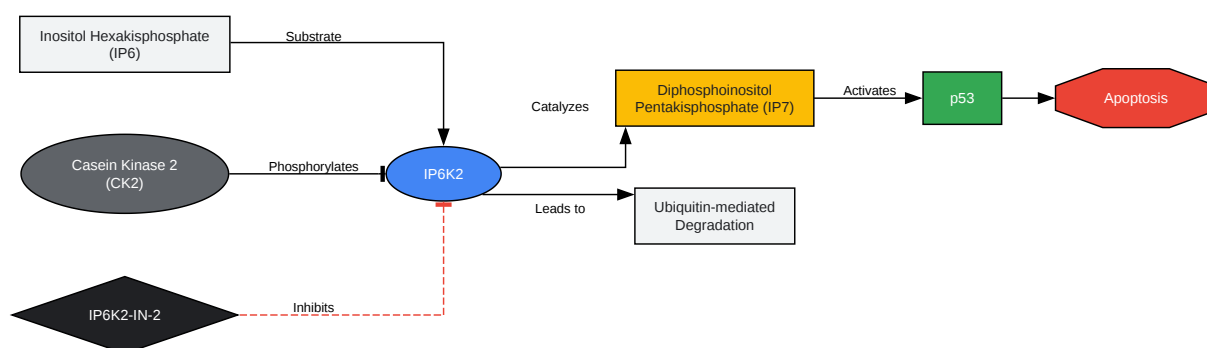 Inositol Hexakisphosphate
(IP6)
Substrate
Catalyzes
Diphosphoinositol
Pentakisphosphate (IP7)
Activates
p53
Apoptosis
Casein Kinase 2
(CK2)
Phosphorylates
IP6K2
Leads to
Ubiquitin-mediated
Degradation
IP6K2-IN-2
Inhibits